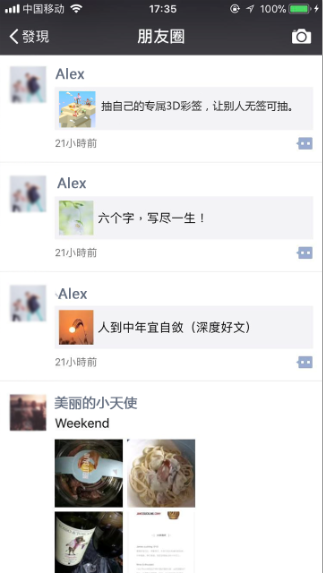 中国移动 17:35 100%
發現 朋友圈
Alex
抽自己的专属3D彩签，让别人无签可抽。
21小時前
Alex
六个字，写尽一生！
21小時前
Alex
人到中年宜自敛（深度好文）
21小時前
美丽的小天使
Weekend